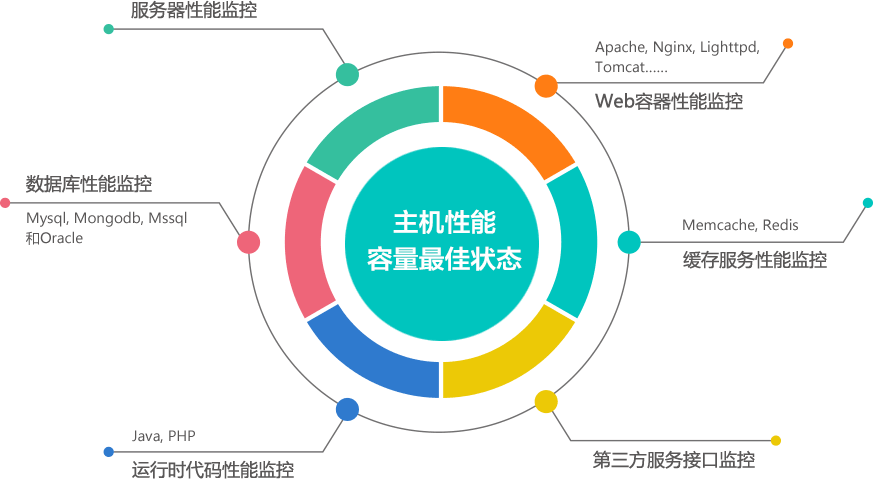 服务器性能监控
Apache, Nginx, Lighttpd,
Tomcat......
Web容器性能监控
数据库性能监控
Mysql, Mongodb, Mssql
和Oracle
主机性能
容量最佳状态
Memcache, Redis
缓存服务性能监控
Java, PHP
运行时代码性能监控
第三方服务接口监控